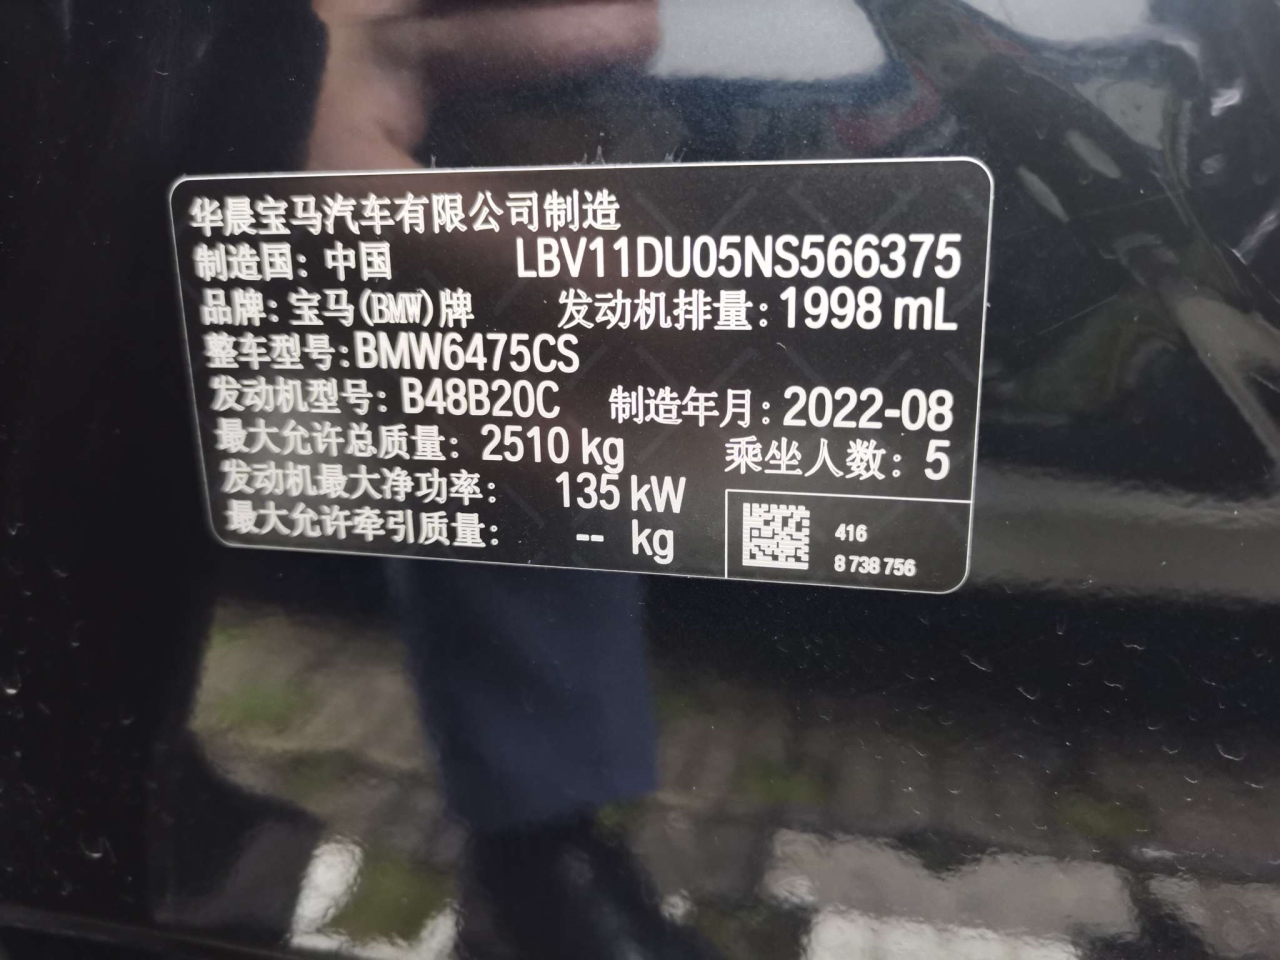 华晨宝马汽车有限公司制造
制造国：中国 LBV11DU05NS566375
品牌：宝马(BMW)牌 发动机排量：1998 mL
整车型号：BMW6475CS
发动机型号：B48B20C 制造年月：2022-08
最大允许总质量：2510 kg 乘坐人数：5
发动机最大净功率：135 kW
最大允许牵引质量：-- kg
416
8 738 756